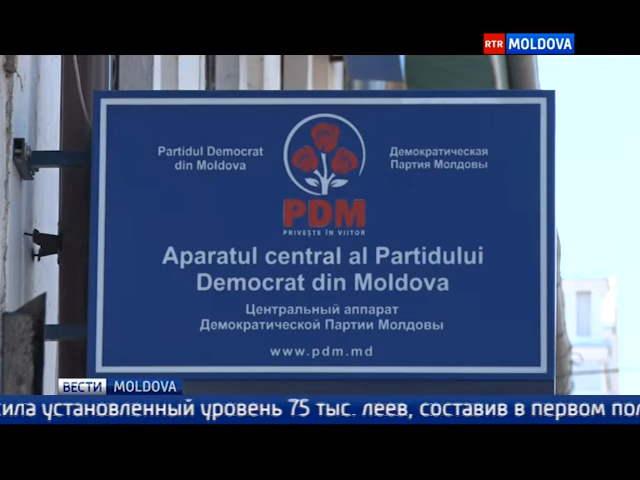 RTR MOLDOVA
Partidul Democrat
din Moldova
Демократическая
Партия Молдовы
PDM
PRIVEȘTE ÎN VIITOR
Aparatul central al Partidului
Democrat din Moldova
Центральный аппарат
Демократической Партии Молдовы
www.pdm.md
ВЕСТИ MOLDOVA
установленный уровень 75 тыс. леев, составив в первом